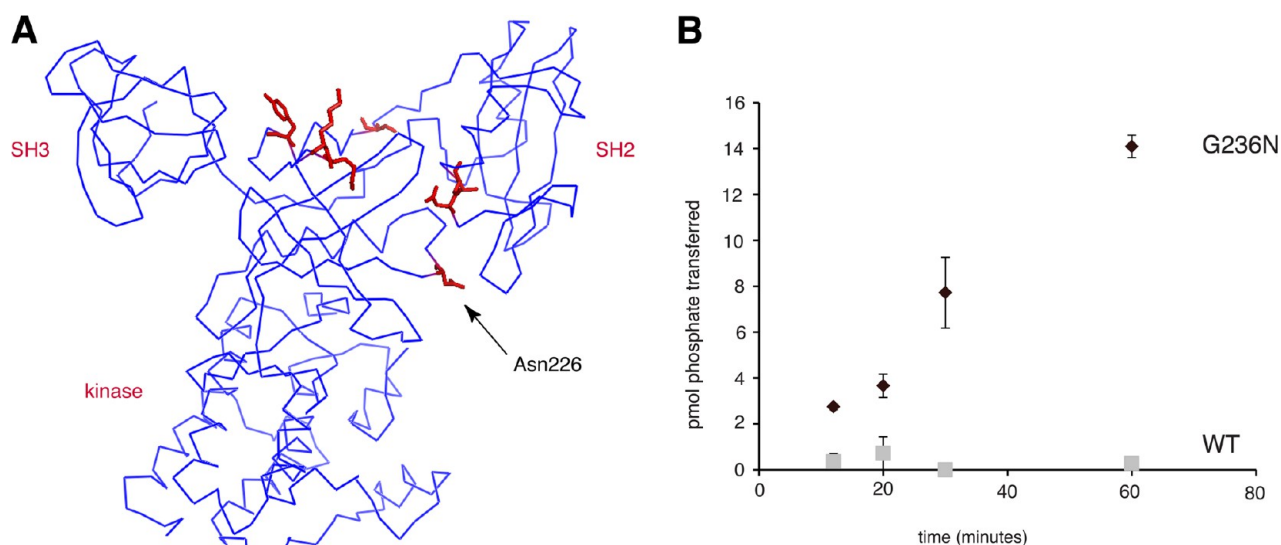 A
SH3
SH2
Asn226
kinase
B
16
14
12
10
8
6
4
2
0
pmol phosphate transferred
G236N
WT
0
20
40
60
80
time (minutes)